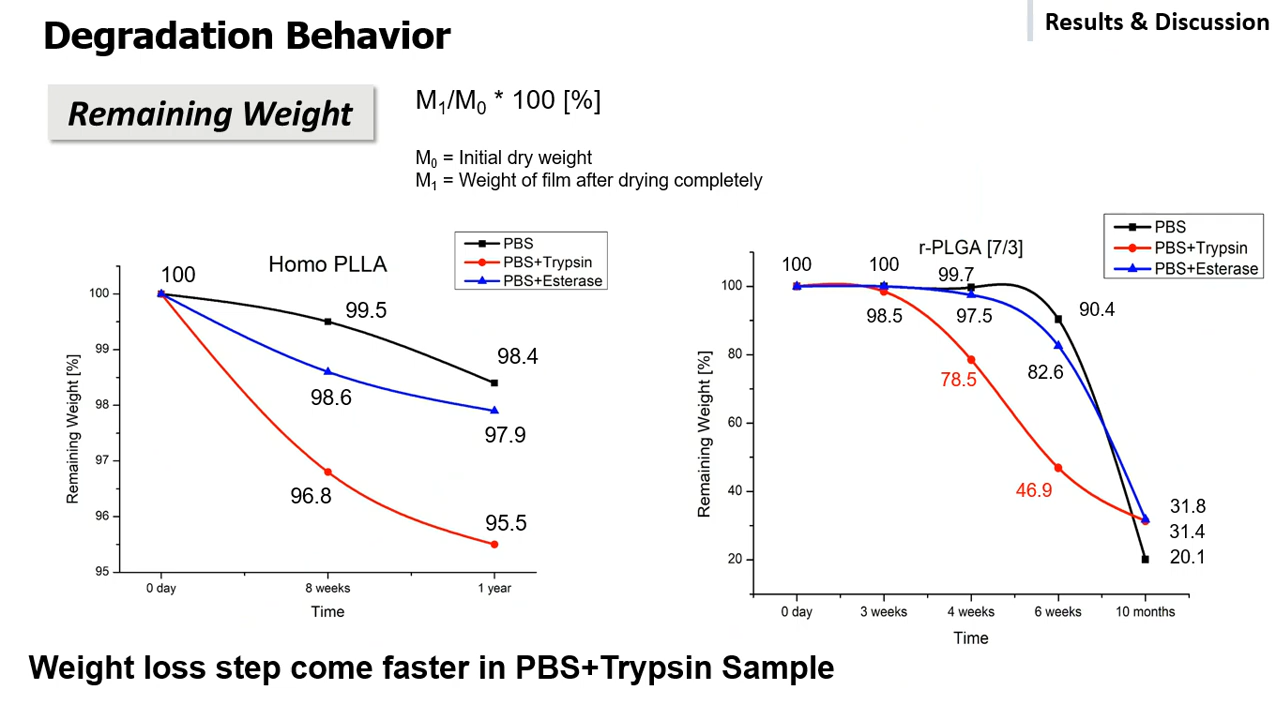 Degradation Behavior
Results & Discussion
Remaining Weight
M₁/M₀ * 100 [%]
M₀ = Initial dry weight
M₁ = Weight of film after drying completely
Homo PLLA
PBS
PBS+Trypsin
PBS+Esterase
100
99.5
98.4
98.6
97.9
96.8
95.5
100
99
98
97
96
95
Remaining Weight [%]
0 day
8 weeks
1 year
Time
r-PLGA [7/3]
PBS
PBS+Trypsin
PBS+Esterase
100
100
99.7
90.4
98.5
97.5
82.6
78.5
46.9
31.8
31.4
20.1
100
80
60
40
20
Remaining Weight [%]
0 day
3 weeks
4 weeks
6 weeks
10 months
Time
Weight loss step come faster in PBS+Trypsin Sample